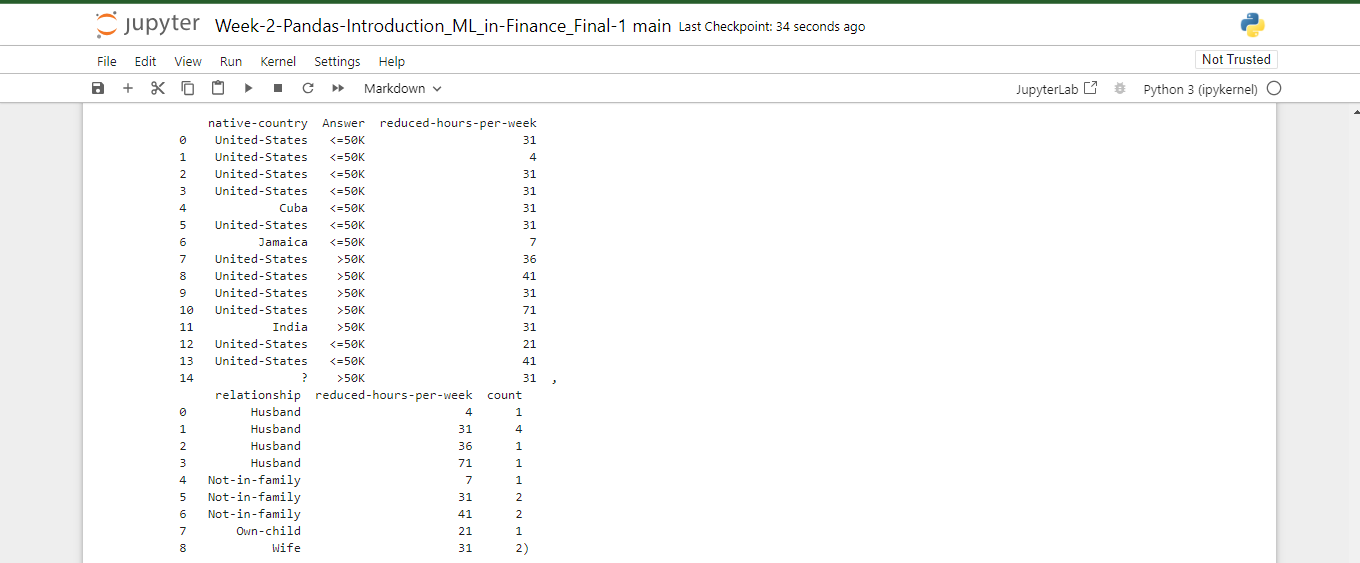 jupyter Week-2-Pandas-Introduction_ML_in-Finance_Final-1 main Last Checkpoint: 34 seconds ago
File Edit View Run Kernel Settings Help Not Trusted
Markdown JupyterLab Python 3 (ipykernel)
native-country Answer reduced-hours-per-week
0 United-States <=50K 31
1 United-States <=50K 4
2 United-States <=50K 31
3 United-States <=50K 31
4 Cuba <=50K 31
5 United-States <=50K 31
6 Jamaica <=50K 7
7 United-States >50K 36
8 United-States >50K 41
9 United-States >50K 31
10 United-States >50K 71
11 India >50K 31
12 United-States <=50K 21
13 United-States <=50K 41
14 ? >50K 31 ,
relationship reduced-hours-per-week count
0 Husband 4 1
1 Husband 31 4
2 Husband 36 1
3 Husband 71 1
4 Not-in-family 7 1
5 Not-in-family 31 2
6 Not-in-family 41 2
7 Own-child 21 1
8 Wife 31 2)